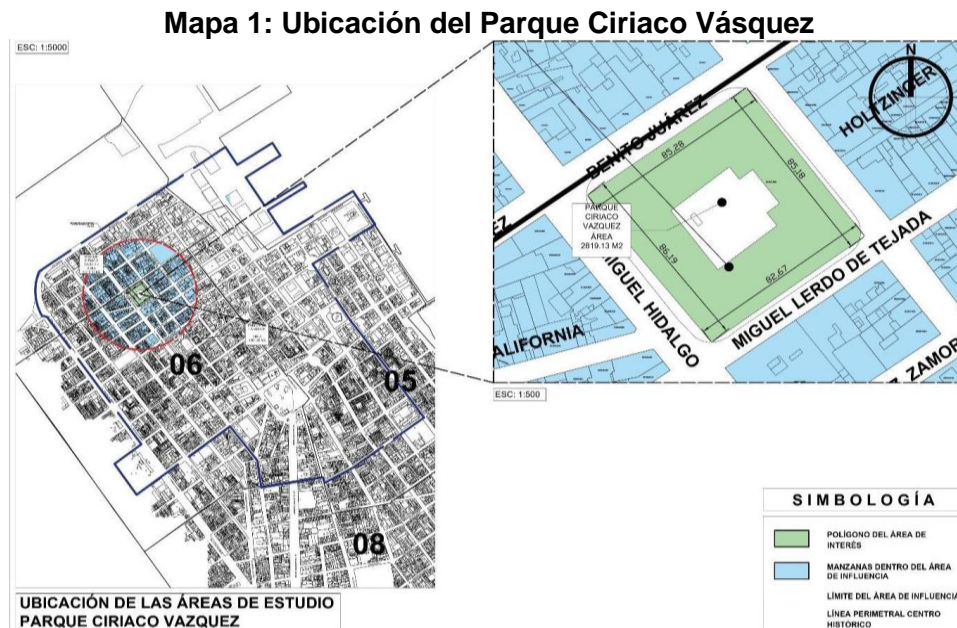 Mapa 1: Ubicación del Parque Ciriaco Vásquez
ESC: 1:5000
06
05
08
UBICACIÓN DE LAS ÁREAS DE ESTUDIO
PARQUE CIRIACO VAZQUEZ
N
HOLTZINGER
BENITO JUÁREZ
85,28
85,18
PARQUE
CIRIACO
VAZQUEZ
ÁREA
2819.13 M2
EZ
86,19
82,67
MIGUEL HIDALGO
MIGUEL LERDO DE TEJADA
ALIFORNIA
Z ZAMOR
ESC: 1:500
SIMBOLOGÍA
POLÍGONO DEL ÁREA DE
INTERÉS
MANZANAS DENTRO DEL ÁREA
DE INFLUENCIA
LÍMITE DEL ÁREA DE INFLUENCIA
LÍNEA PERIMETRAL CENTRO
HISTÓRICO